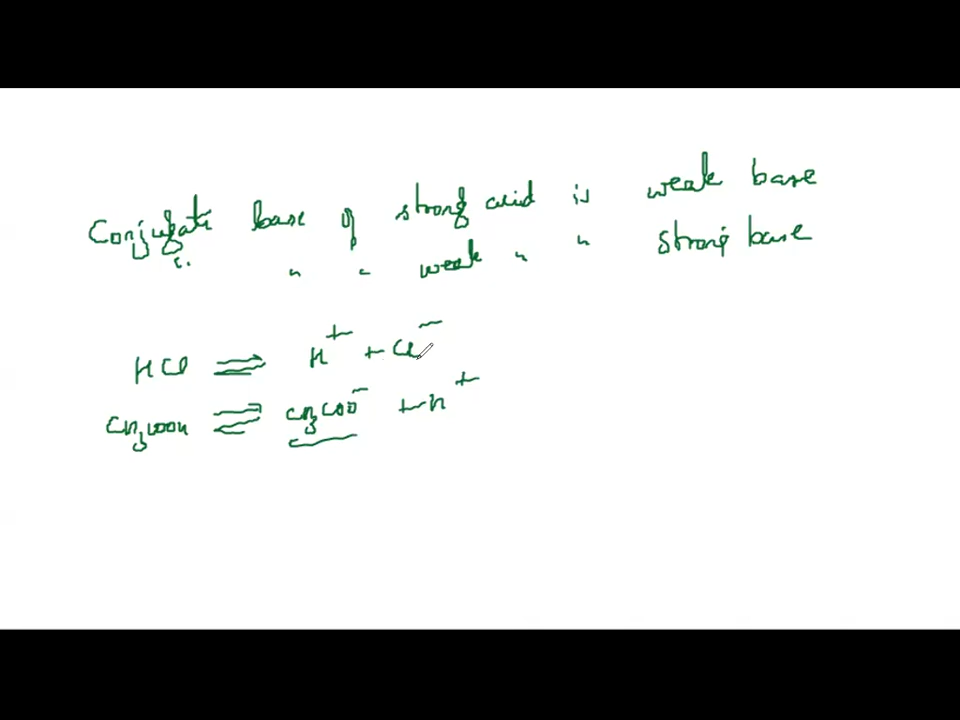 Conjugate base of strong acid is weak base
" " " weak " " strong base
HCl ⇌ H⁺ + Cl⁻
CH₃COOH ⇌ CH₃COO⁻ + H⁺